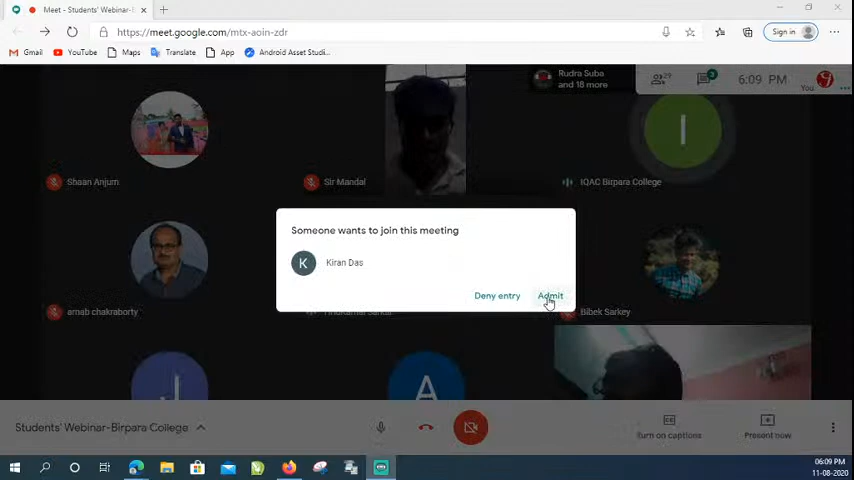 Meet - Students' Webinar-B
https://meet.google.com/mtx-aoin-zdr
Sign in
Gmail
YouTube
Maps
Translate
App
Android Asset Studi...
Rudra Suba
and 18 more
29
3
6:09 PM
You
Shaan Anjum
Sir Mandal
I
IQAC Birpara College
Someone wants to join this meeting
K
Kiran Das
Deny entry
Admit
arnab chakraborty
Bibek Sarkey
J
A
Students' Webinar-Birpara College
Turn on captions
Present now
06:09 PM
11-08-2020